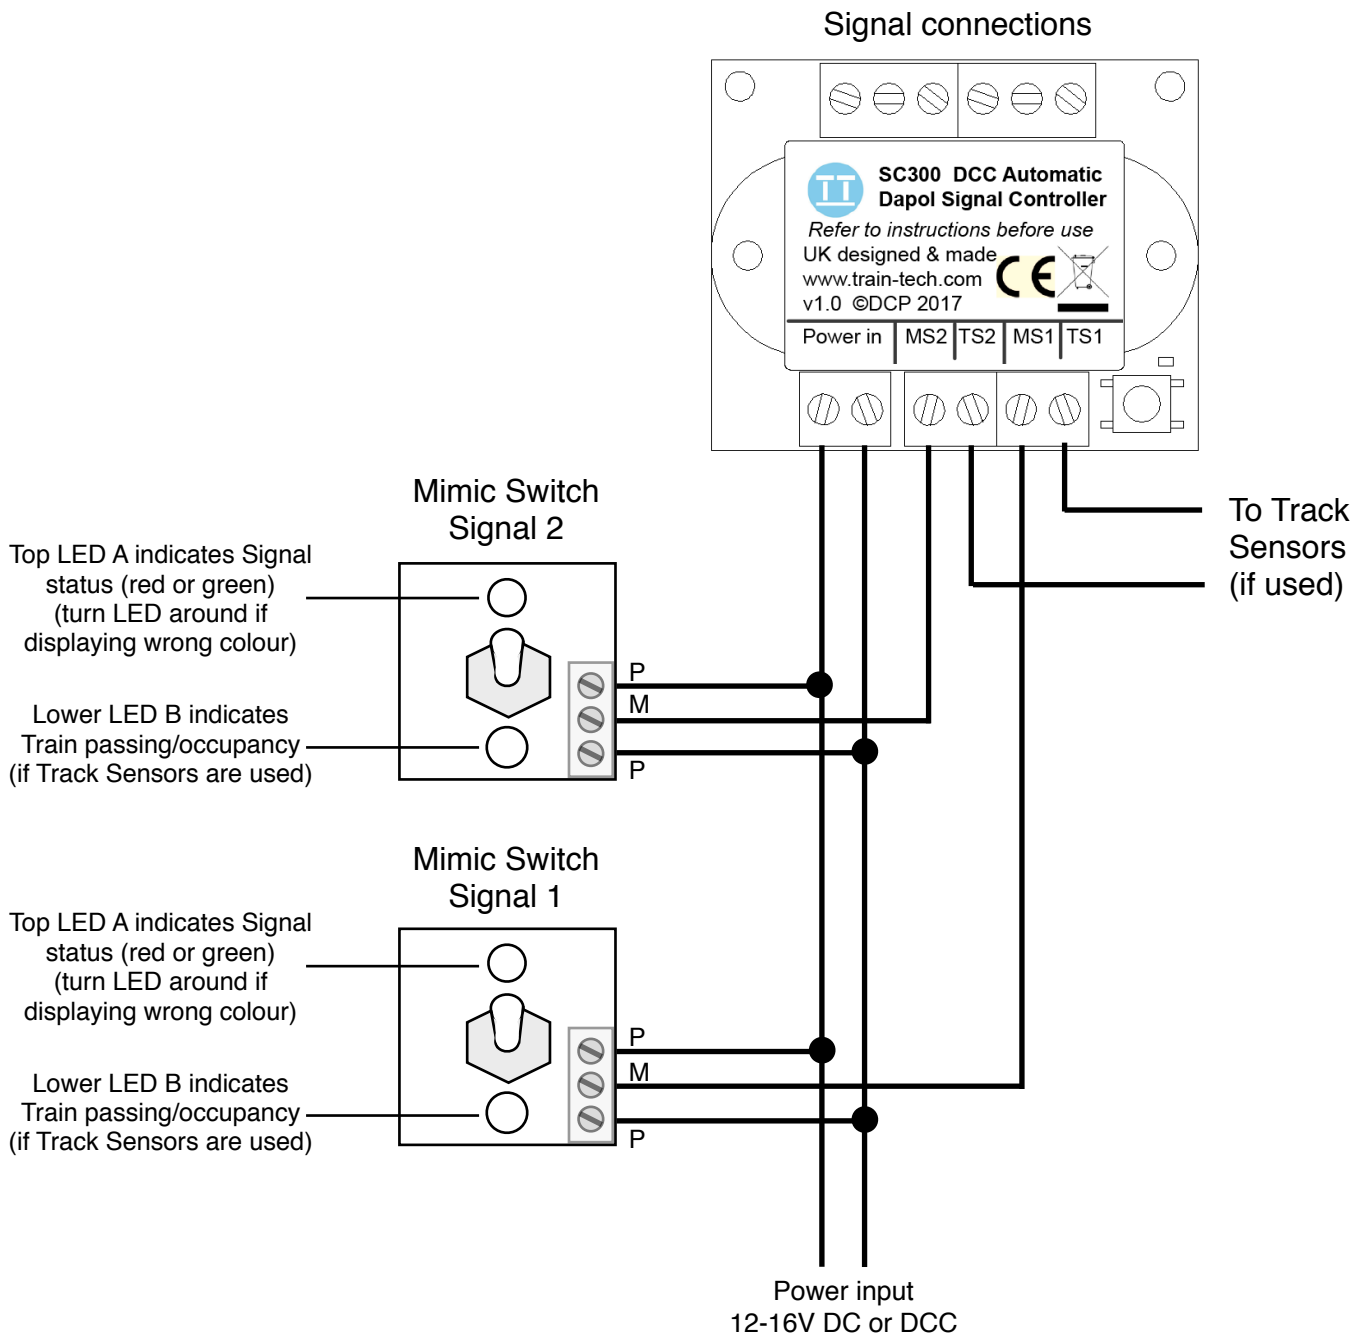 Signal connections
TT
SC300 DCC Automatic
Dapol Signal Controller
Refer to instructions before use
UK designed & made
www.train-tech.com
v1.0 ©DCP 2017
CE
Power in MS2 TS2 MS1 TS1
To Track
Sensors
(if used)
Mimic Switch
Signal 2
Top LED A indicates Signal
status (red or green)
(turn LED around if
displaying wrong colour)
Lower LED B indicates
Train passing/occupancy
(if Track Sensors are used)
P
M
P
Mimic Switch
Signal 1
Top LED A indicates Signal
status (red or green)
(turn LED around if
displaying wrong colour)
Lower LED B indicates
Train passing/occupancy
(if Track Sensors are used)
P
M
P
Power input
12-16V DC or DCC